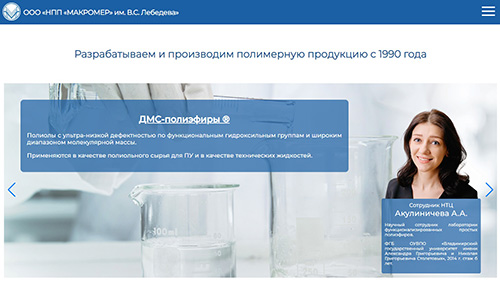 ООО «НПП «МАКРОМЕР» им. В.С. Лебедева»
Разрабатываем и производим полимерную продукцию с 1990 года
ДМС-полиэфиры ®
Полиолы с ультра-низкой дефектностью по функциональным гидроксильным группам и широким
диапазоном молекулярной массы.
Применяются в качестве полиольного сырья для ПУ и в качестве технических жидкостей.
Сотрудник НТЦ
Акулиничева А.А.
Научный сотрудник лаборатории
функционализированных простых
полиэфиров.
ФГБ ОУВПО «Владимирский
государственный университет имени
Александра Григорьевича и Николая
Григорьевича Столетовых», 2014 г. стаж 6
лет.
100 ml